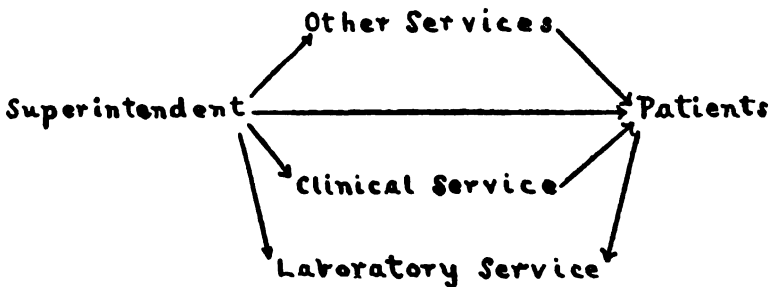 Other Services
Superintendent
Patients
Clinical Service
Laboratory Service